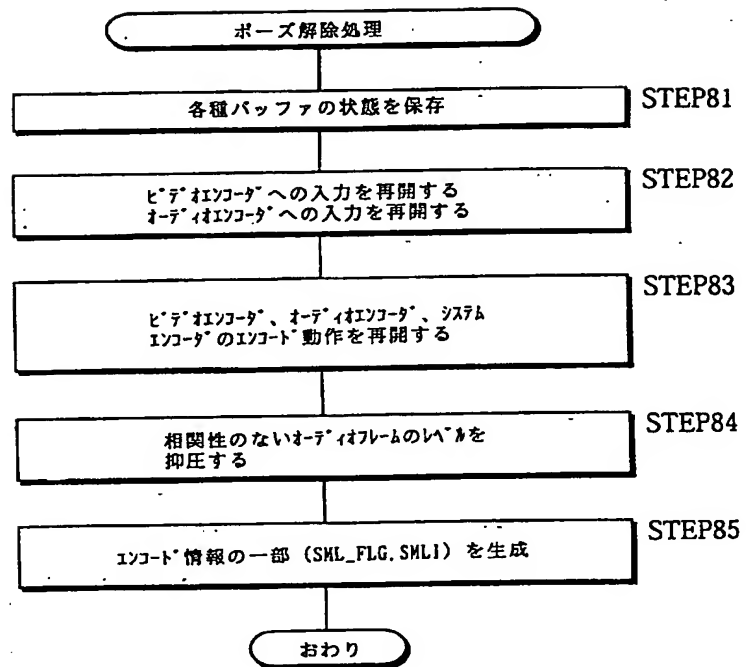 ポーズ解除処理
各種バッファの状態を保存
STEP81
ビデオエンコーダへの入力を再開する
オーディオエンコーダへの入力を再開する
STEP82
ビデオエンコーダ、オーディオエンコーダ、システム
エンコーダのエンコード動作を再開する
STEP83
相関性のないオーディオフレームのレベルを
抑圧する
STEP84
エンコード情報の一部 (SML_FLG.SMLI) を生成
STEP85
おわり